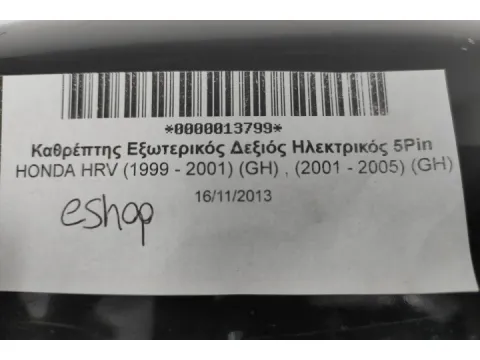 *0000013799*
Καθρέπτης Εξωτερικός Δεξιός Ηλεκτρικός 5Pin
HONDA HRV (1999 - 2001) (GH) , (2001 - 2005) (GH)
16/11/2013
eshop